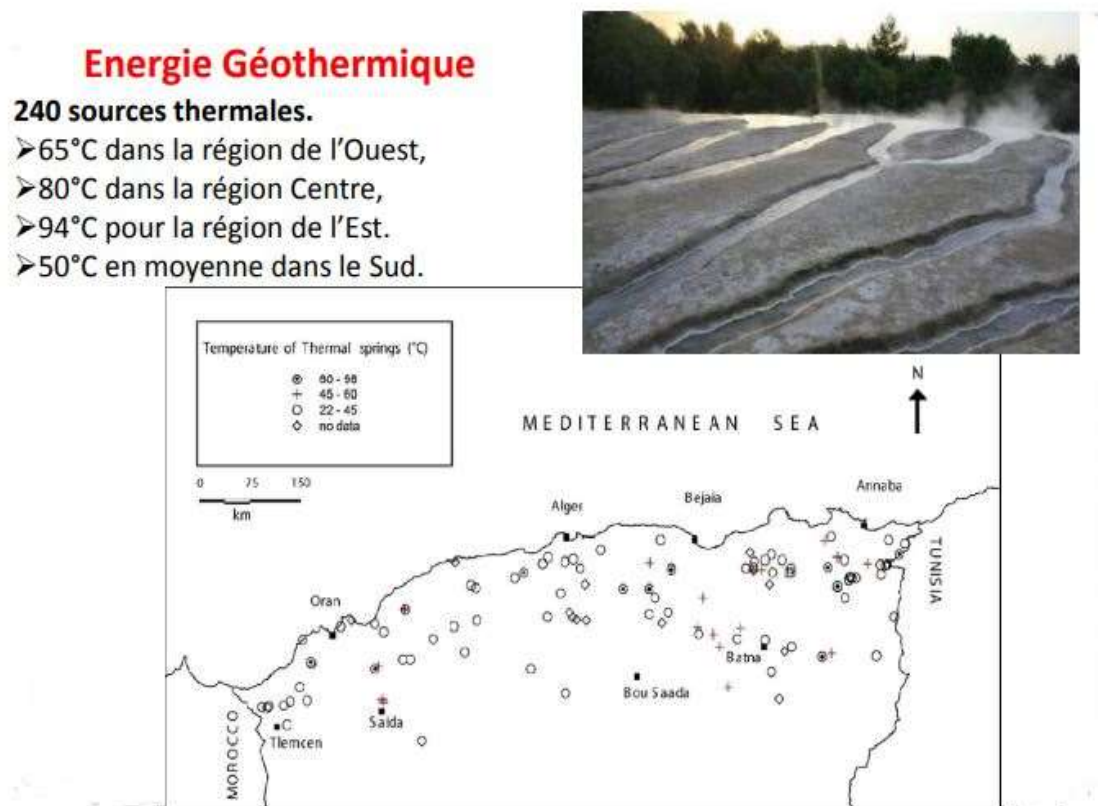 Energie Géothermique
240 sources thermales.
➢65°C dans la région de l'Ouest,
➢80°C dans la région Centre,
➢94°C pour la région de l'Est.
➢50°C en moyenne dans le Sud.
Temperature of Thermal springs (°C)
60 - 98
45 - 60
22 - 45
no data
0 75 150
km
N
MEDITERRANEAN SEA
Annaba
Bejaia
Alger
TUNISIA
Oran
Batna
Bou Saada
Saida
Tlemcen
MOROCCO